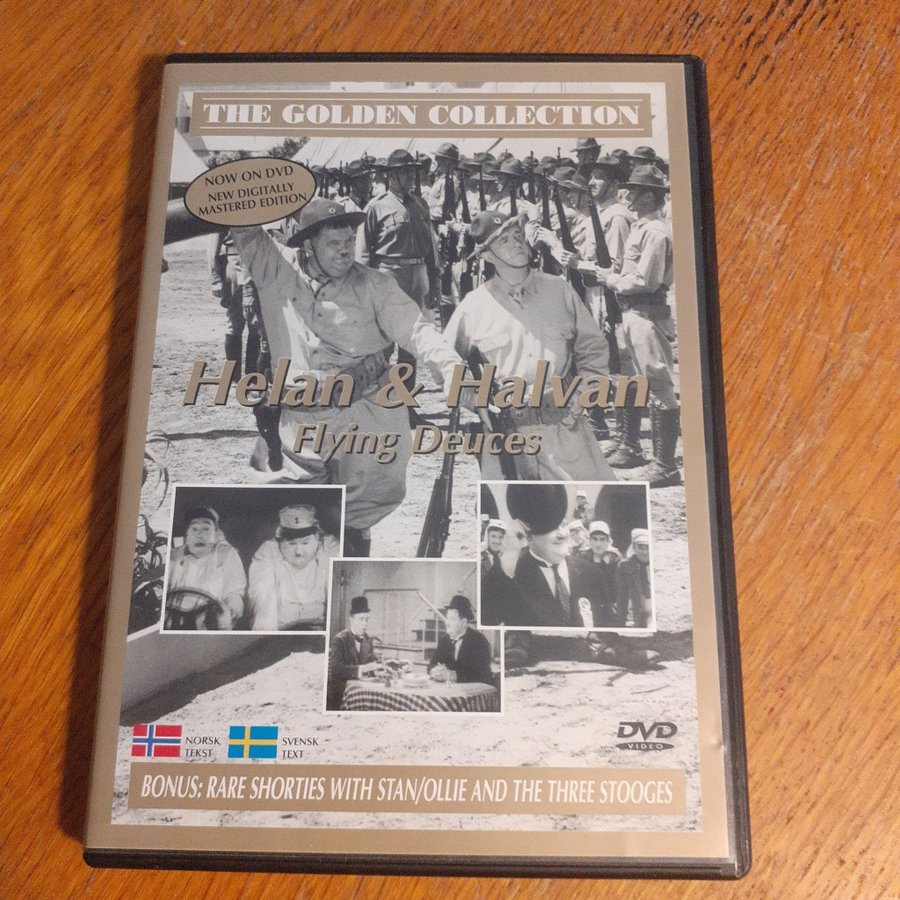 THE GOLDEN COLLECTION
NOW ON DVD
NEW DIGITALLY
MASTERED EDITION
Helan & Halvan
Flying Deuces
NORSK
TEKST
SVENSK
TEXT
DVD
VIDEO
BONUS: RARE SHORTIES WITH STAN/OLLIE AND THE THREE STOOGES